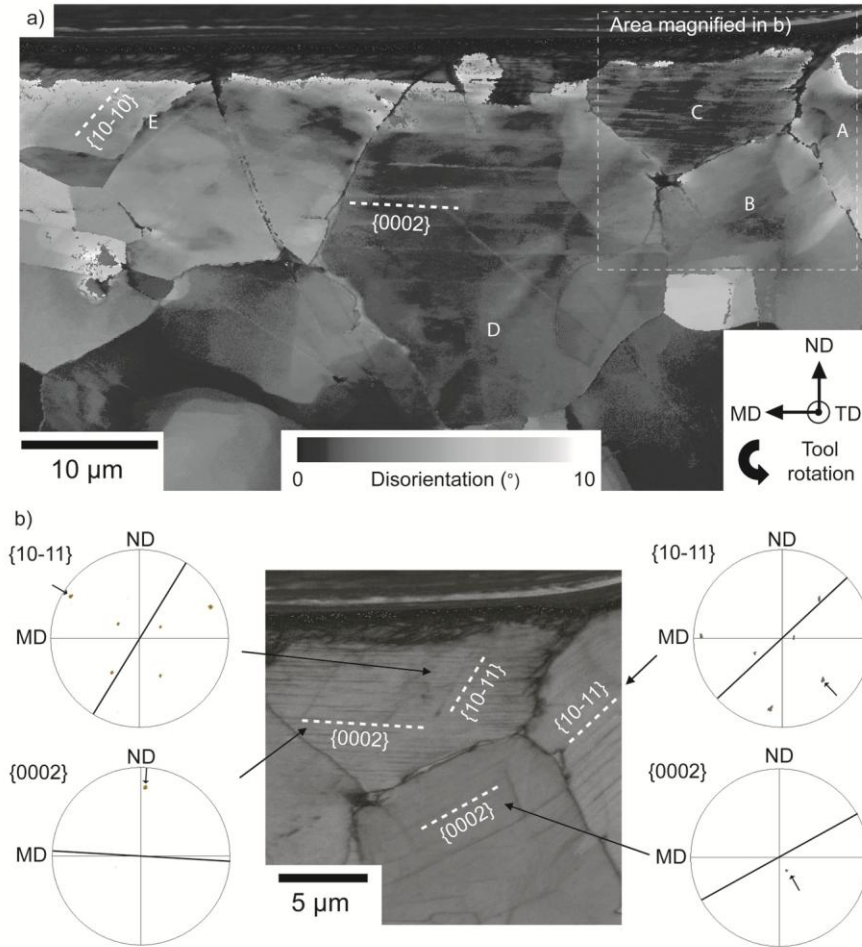 a)
Area magnified in b)
{10-10}
E
C
A
B
{0002}
D
10 µm
0
Disorientation (°)
10
ND
MD
TD
Tool
rotation
b)
{10-11}
ND
MD
{0002}
ND
MD
{10-11}
{0002}
{10-11}
{0002}
5 µm
{10-11}
ND
MD
{0002}
ND
MD